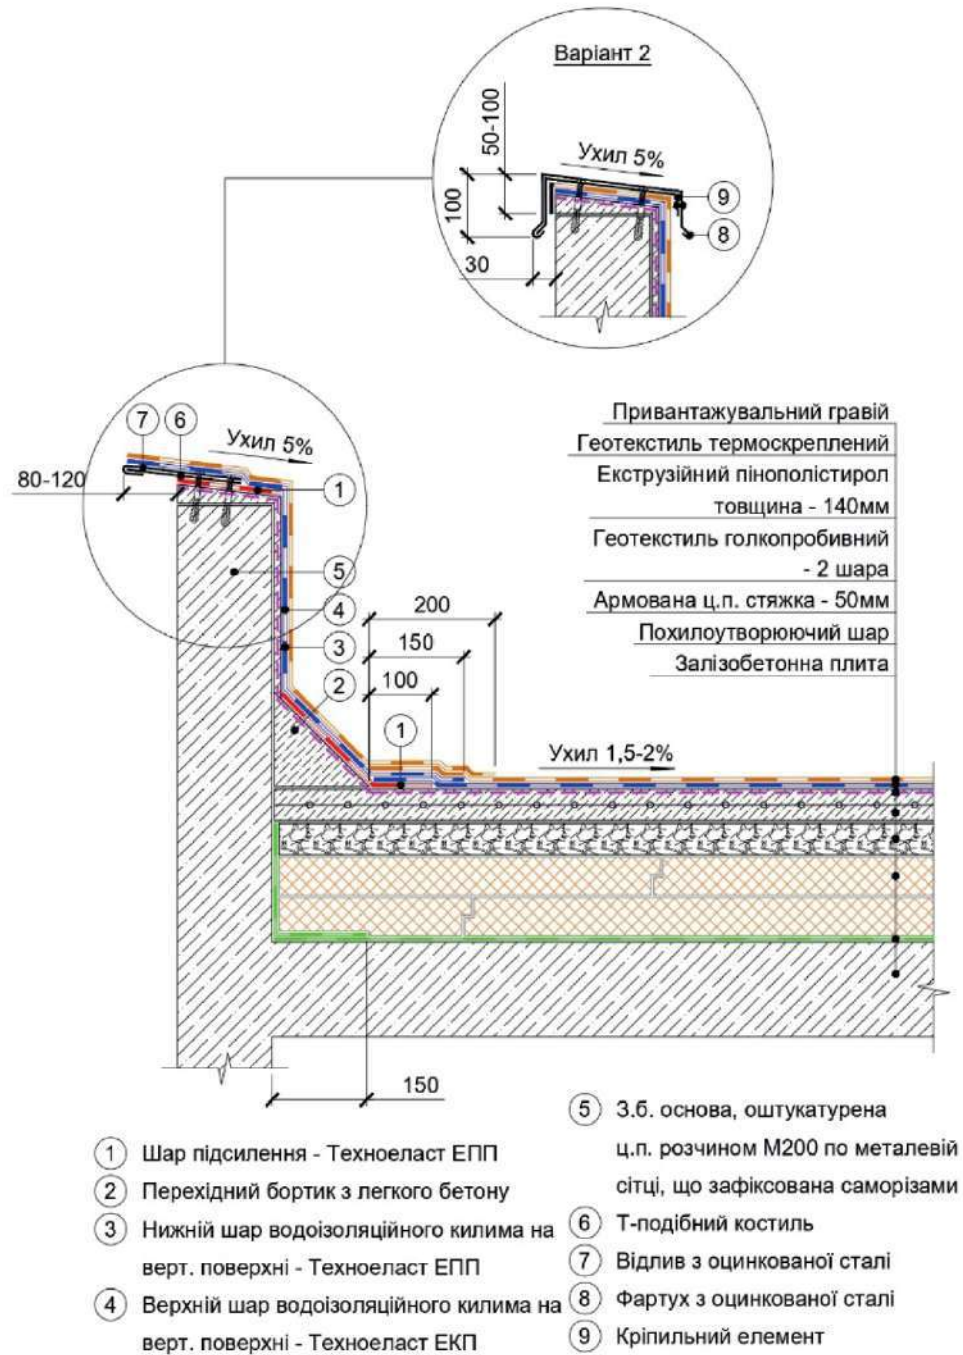 Варіант 2
50-100
Ухил 5%
100
9
8
30
7
6
Ухил 5%
80-120
1
5
4
3
2
200
150
100
1
Привантажувальний гравій
Геотекстиль термоскреплений
Екструзійний пінополістирол
товщина - 140мм
Геотекстиль голкопробивний
- 2 шара
Армована ц.п. стяжка - 50мм
Похилоутворюючий шар
Залізобетонна плита
Ухил 1,5-2%
150
1 Шар підсилення - Техноеласт ЕПП
2 Перехідний бортик з легкого бетону
3 Нижній шар водоізоляційного килима на
верт. поверхні - Техноеласт ЕПП
4 Верхній шар водоізоляційного килима на
верт. поверхні - Техноеласт ЕКП
5 З.б. основа, оштукатурена
ц.п. розчином М200 по металевій
сітці, що зафіксована саморізами
6 Т-подібний костиль
7 Відлив з оцинкованої сталі
8 Фартух з оцинкованої сталі
9 Кріпильний елемент